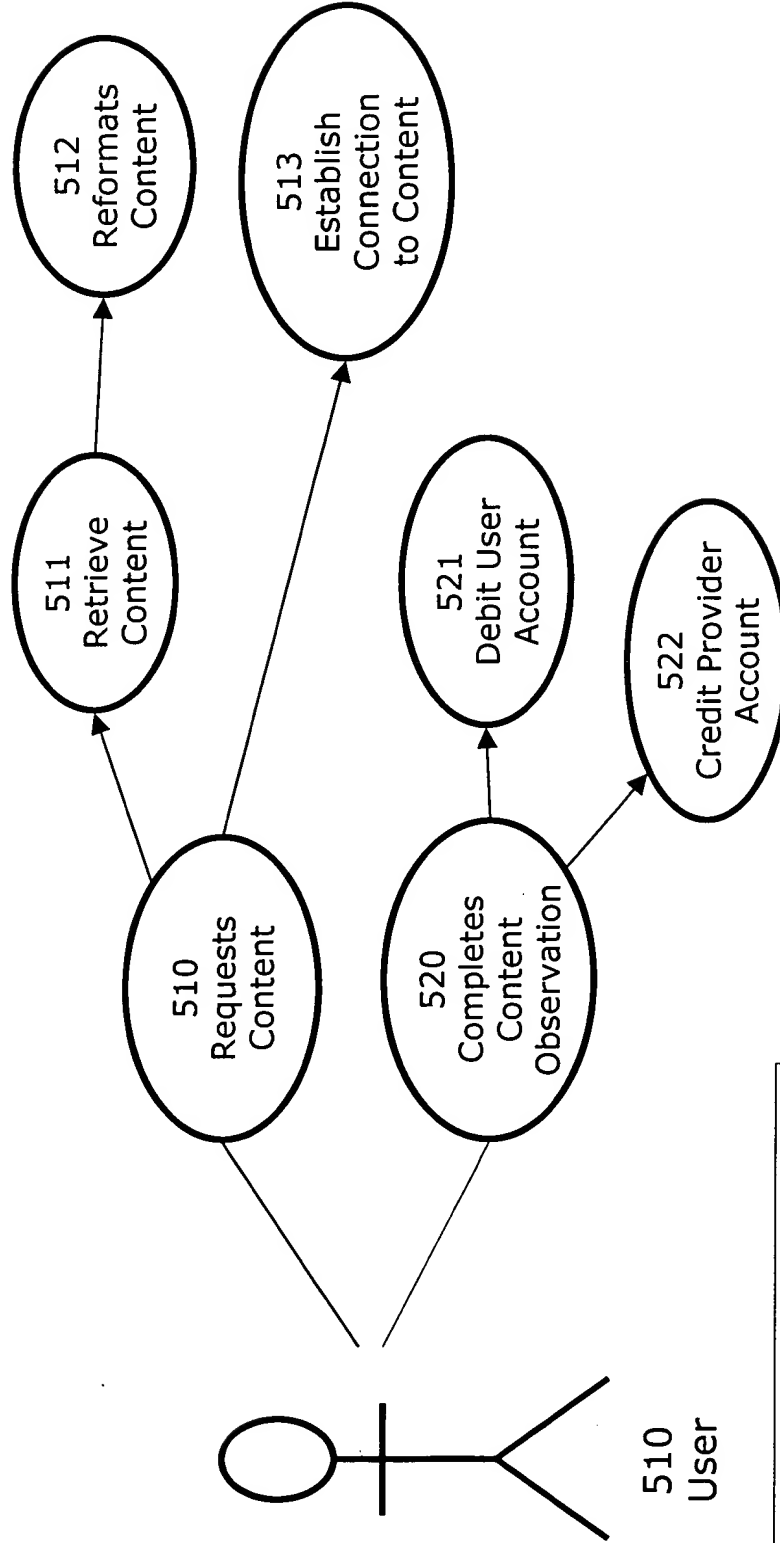 510
User
510
Requests
Content
511
Retrieve
Content
512
Reformats
Content
513
Establish
Connection
to Content
520
Completes
Content
Observation
521
Debit User
Account
522
Credit Provider
Account